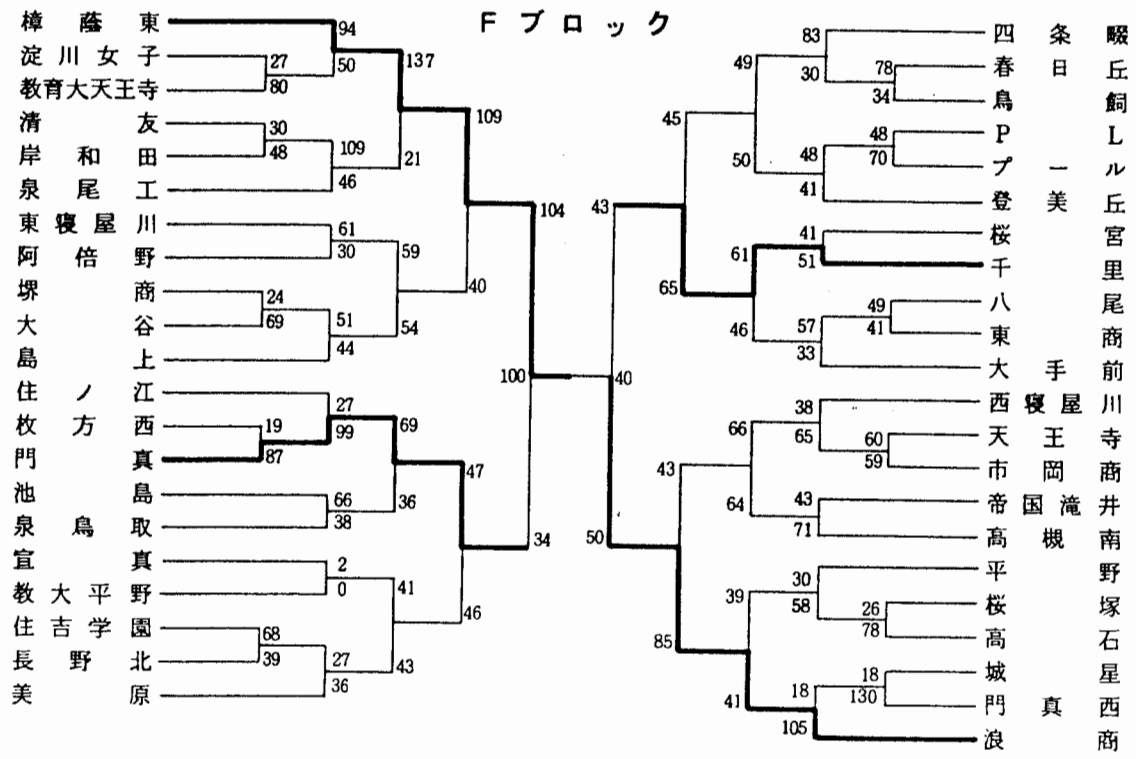 Fブロック
樟蔭東
94
淀川女子
27
50
137
教育大天王寺
80
清友
30
109
岸和田
48
109
21
泉尾工
46
東寝屋川
61
104
阿倍野
30
59
堺商
24
40
大谷
69
51
54
島上
44
100
住ノ江
27
枚方西
19
99
69
門真
87
47
池島
66
36
泉鳥取
38
34
宣真
2
教大平野
0
41
住吉学園
68
46
長野北
39
27
43
美原
36
四条畷
83
春日丘
78
30
49
鳥飼
34
45
PL
48
プール
70
48
50
登美丘
41
桜宮
41
43
千里
51
61
八尾
49
65
東商
41
57
46
大手前
33
40
西寝屋川
38
天王寺
60
65
66
市岡商
59
43
帝国滝井
43
64
高槻南
71
50
平野
30
桜塚
26
58
39
高石
78
85
城星
18
門真西
130
18
41
浪商
105